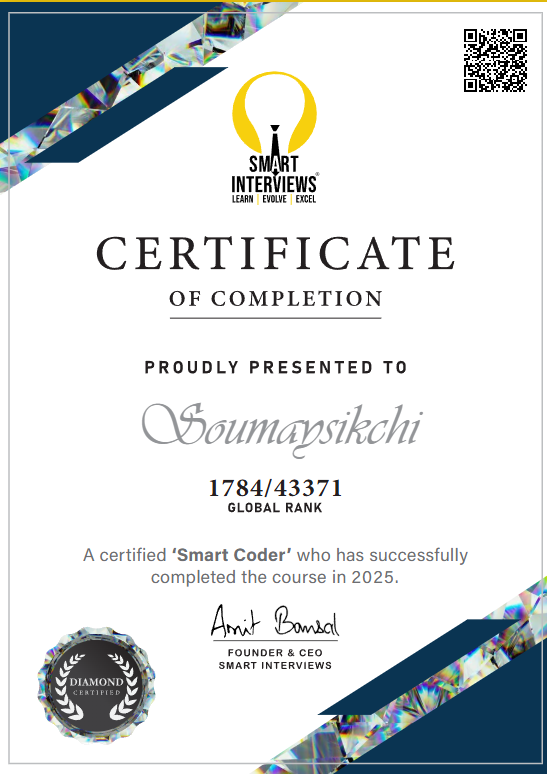 SMART
INTERVIEWS®
LEARN | EVOLVE | EXCEL
CERTIFICATE
OF COMPLETION
PROUDLY PRESENTED TO
Soumaysikchi
1784/43371
GLOBAL RANK
A certified ‘Smart Coder’ who has successfully
completed the course in 2025.
Amit Bansal
FOUNDER & CEO
SMART INTERVIEWS
DIAMOND
CERTIFIED